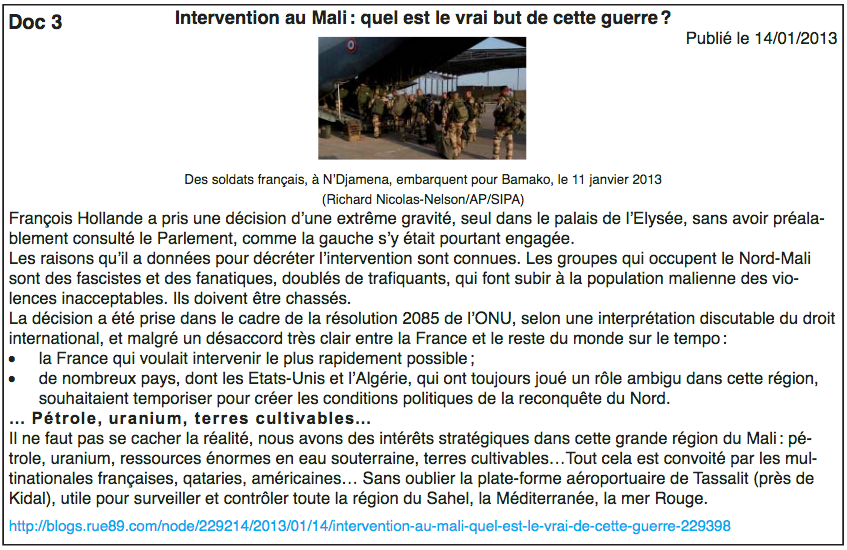 Doc 3
Intervention au Mali : quel est le vrai but de cette guerre ?
Publié le 14/01/2013
Des soldats français, à N’Djamena, embarquent pour Bamako, le 11 janvier 2013
(Richard Nicolas-Nelson/AP/SIPA)
François Hollande a pris une décision d’une extrême gravité, seul dans le palais de l’Elysée, sans avoir préala-
blement consulté le Parlement, comme la gauche s’y était pourtant engagée.
Les raisons qu’il a données pour décréter l’intervention sont connues. Les groupes qui occupent le Nord-Mali
sont des fascistes et des fanatiques, doublés de trafiquants, qui font subir à la population malienne des vio-
lences inacceptables. Ils doivent être chassés.
La décision a été prise dans le cadre de la résolution 2085 de l’ONU, selon une interprétation discutable du droit
international, et malgré un désaccord très clair entre la France et le reste du monde sur le tempo :
• la France qui voulait intervenir le plus rapidement possible ;
• de nombreux pays, dont les Etats-Unis et l’Algérie, qui ont toujours joué un rôle ambigu dans cette région,
souhaitaient temporiser pour créer les conditions politiques de la reconquête du Nord.
... Pétrole, uranium, terres cultivables...
Il ne faut pas se cacher la réalité, nous avons des intérêts stratégiques dans cette grande région du Mali : pé-
trole, uranium, ressources énormes en eau souterraine, terres cultivables…Tout cela est convoité par les mul-
tinationales françaises, qataries, américaines… Sans oublier la plate-forme aéroportuaire de Tassalit (près de
Kidal), utile pour surveiller et contrôler toute la région du Sahel, la Méditerranée, la mer Rouge.
http://blogs.rue89.com/node/229214/2013/01/14/intervention-au-mali-quel-est-le-vrai-de-cette-guerre-229398